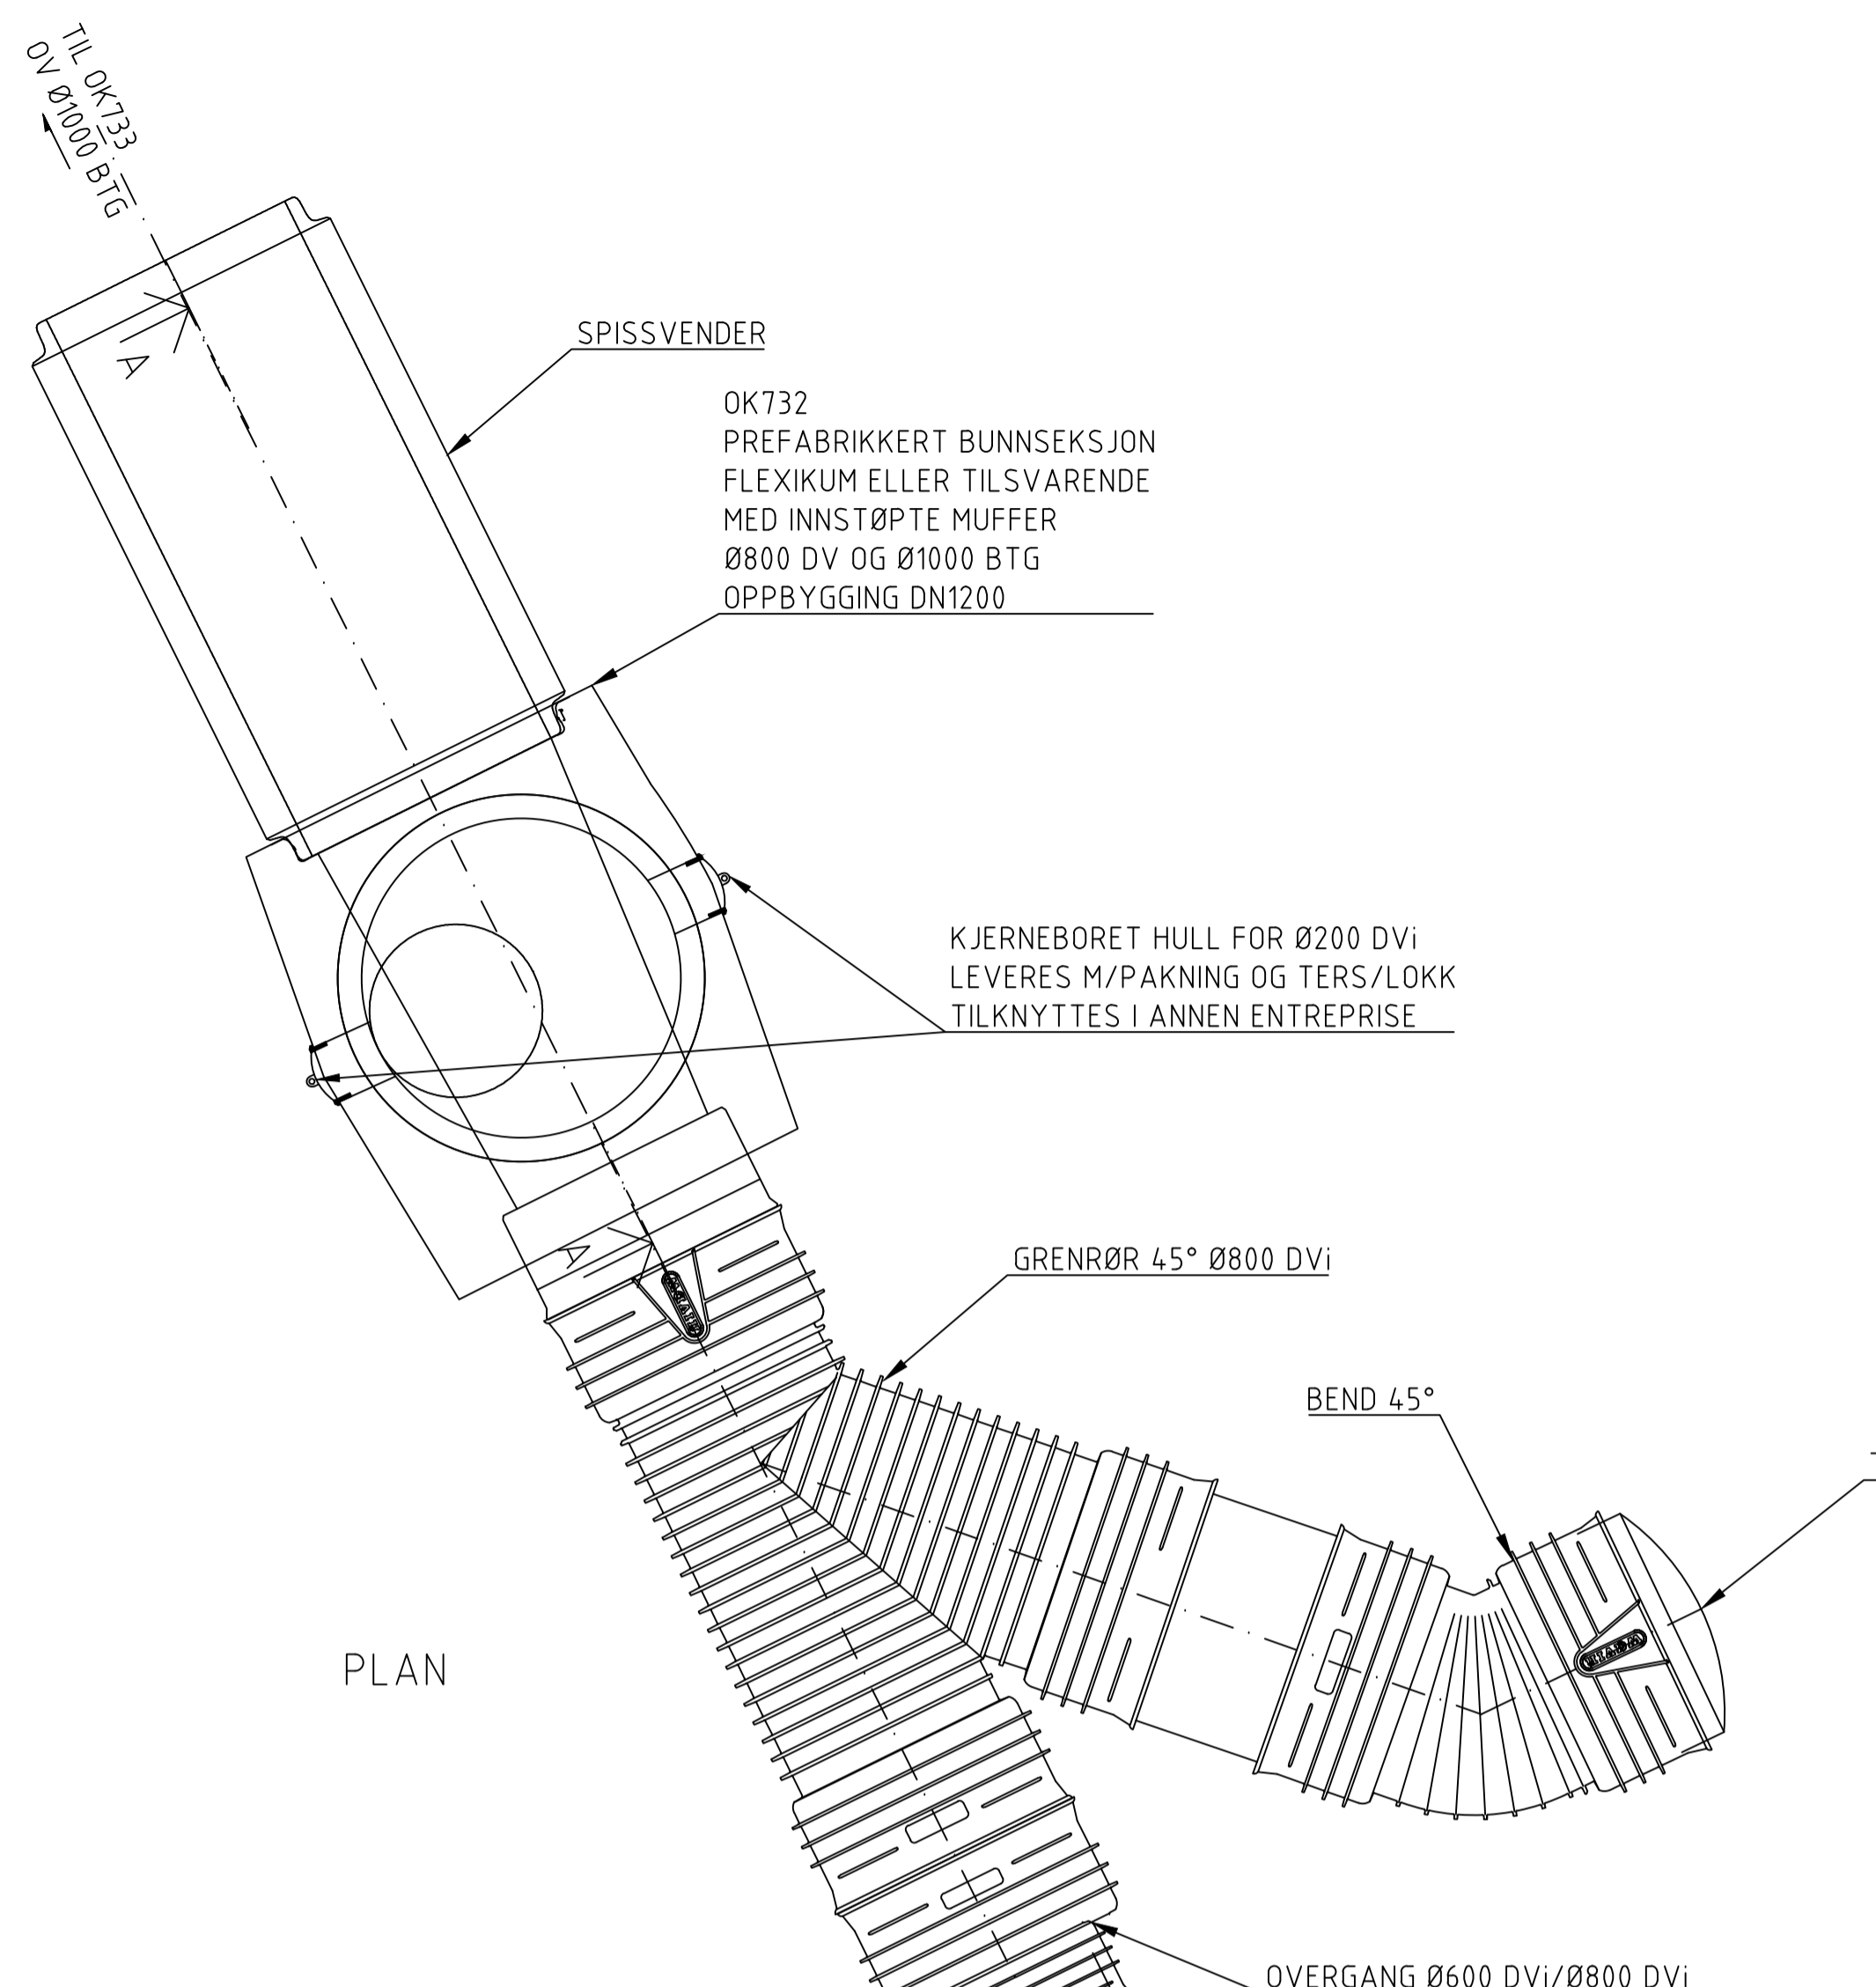 TIL OK733
OV Ø1000 BTG
A
SPISSVENDER
OK732
PREFABRIKKERT BUNNSEKSJON
FLEXIKUM ELLER TILSVARENDE
MED INNSTØPTE MUFFER
Ø800 DV OG Ø1000 BTG
OPPBYGGING DN1200
KJERNEBORET HULL FOR Ø200 DVi
LEVERES M/PAKNING OG TERS/LOKK
TILKNYTTES I ANNEN ENTREPRISE
A
GRENRØR 45° Ø800 DVi
BEND 45°
PLAN
OVERGANG Ø600 DVi/Ø800 DVi